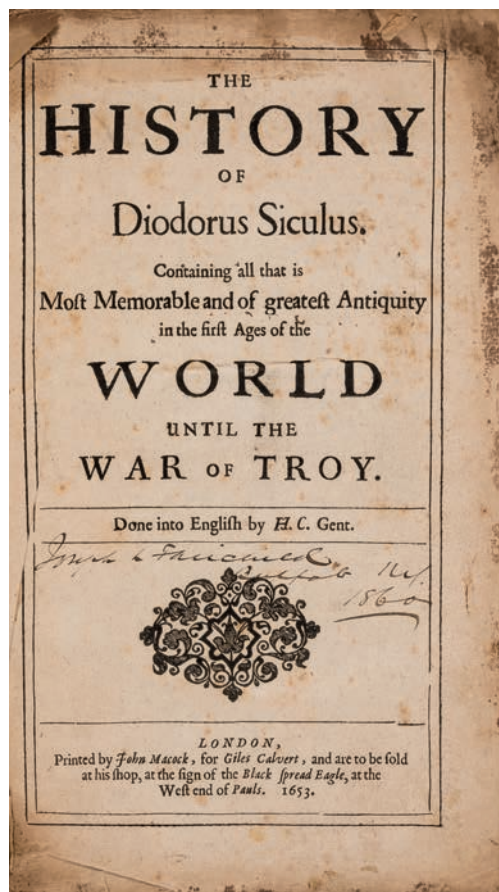 THE
HISTORY
OF
Diodorus Siculus.
Containing all that is
Moſt Memorable and of greateſt Antiquity
in the firſt Ages of the
WORLD
UNTIL THE
WAR OF TROY.
Done into Engliſh by H. C. Gent.
Joseph
Buffalo N.Y.
1860
LONDON,
Printed by John Macock, for Giles Calvert, and are to be ſold
at his ſhop, at the ſign of the Black ſpread Eagle, at the
Weſt end of Pauls. 1653.